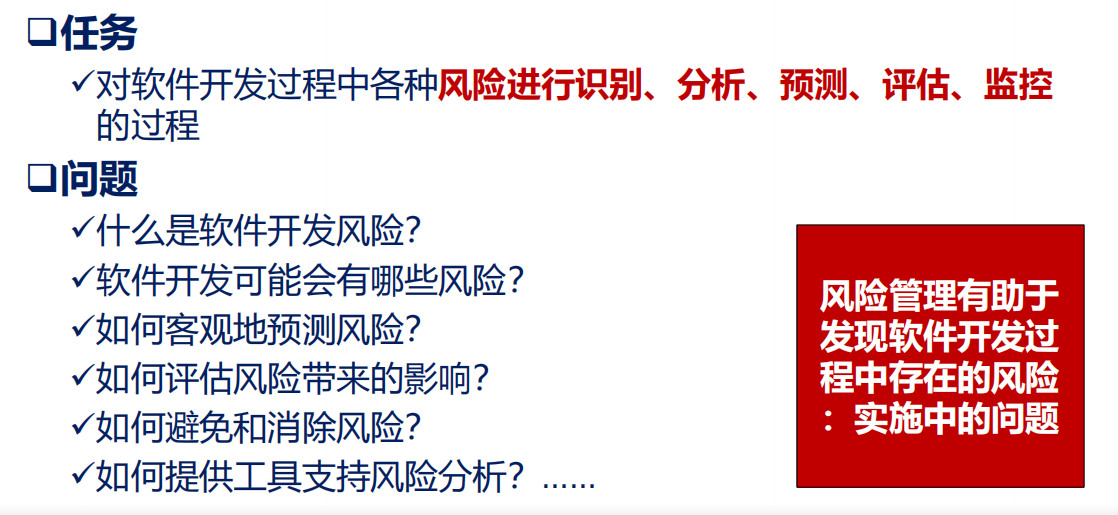 ❑任务
✓对软件开发过程中各种风险进行识别、分析、预测、评估、监控
的过程
❑问题
✓什么是软件开发风险?
✓软件开发可能会有哪些风险?
✓如何客观地预测风险?
✓如何评估风险带来的影响?
✓如何避免和消除风险?
✓如何提供工具支持风险分析? ……
风险管理有助于
发现软件开发过
程中存在的风险
：实施中的问题